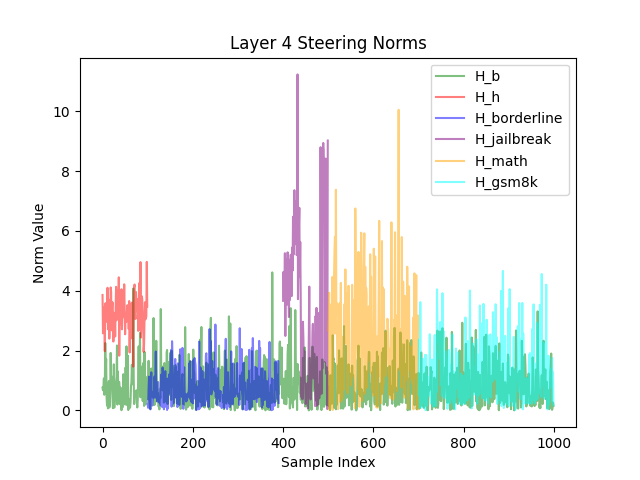 Layer 4 Steering Norms
H_b
H_h
H_borderline
H_jailbreak
H_math
H_gsm8k
Norm Value
10
8
6
4
2
0
0 200 400 600 800 1000
Sample Index